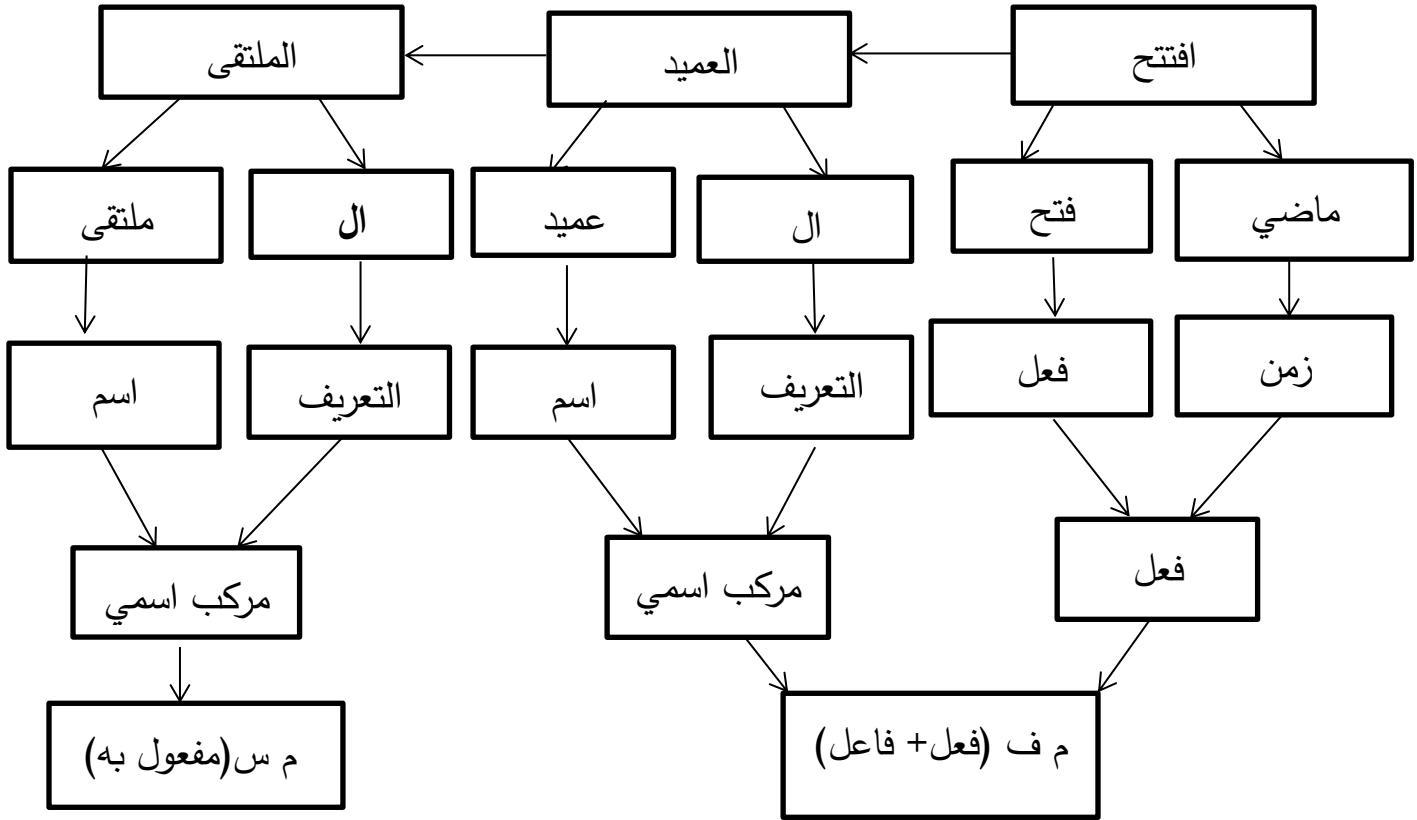 افتتح
العميد
الملتقى
ماضي
فتح
ال
عميد
ال
ملتقى
زمن
فعل
التعريف
اسم
التعريف
اسم
فعل
مركب اسمي
مركب اسمي
م ف (فعل+ فاعل)
م س(مفعول به)